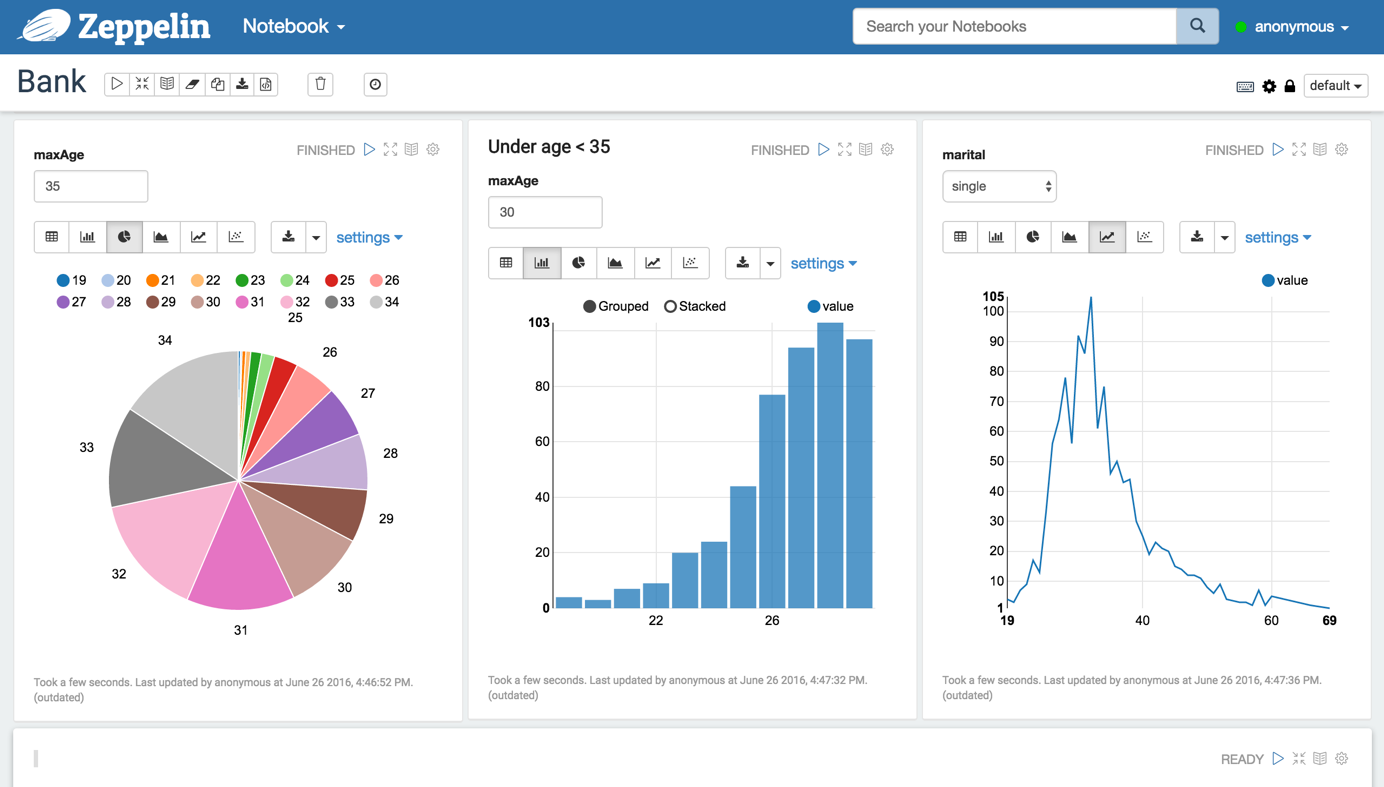 Zeppelin Notebook Search your Notebooks anonymous
Bank default
maxAge FINISHED
35
settings
19 20 21 22 23 24 25 26
27 28 29 30 31 32 33 34
25
34
26
27
33
28
29
32
30
31
Took a few seconds. Last updated by anonymous at June 26 2016, 4:46:52 PM.
(outdated)
Under age < 35 FINISHED
maxAge
30
settings
Grouped Stacked value
103
80
60
40
20
0
22 26
Took a few seconds. Last updated by anonymous at June 26 2016, 4:47:32 PM.
(outdated)
marital FINISHED
single
settings
value
105
100
90
80
70
60
50
40
30
20
10
1
19 40 60 69
Took a few seconds. Last updated by anonymous at June 26 2016, 4:47:36 PM.
(outdated)
READY